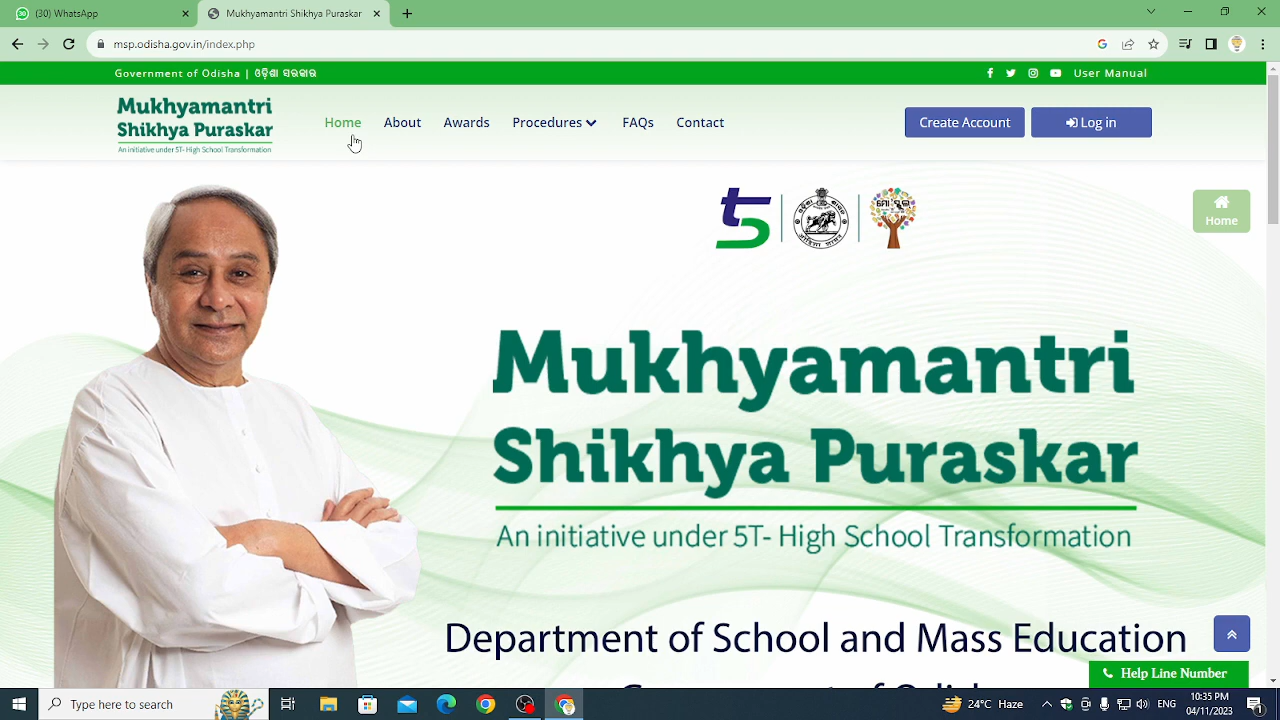 (30) WhatsApp
Mukhyamantri Shikhya Puraskar
msp.odisha.gov.in/index.php
Government of Odisha | ଓଡ଼ିଶା ସରକାର
User Manual
Mukhyamantri
Shikhya Puraskar
An initiative under 5T- High School Transformation
Home
About
Awards
Procedures
FAQs
Contact
Create Account
Log in
Home
Mukhyamantri
Shikhya Puraskar
An initiative under 5T- High School Transformation
Department of School and Mass Education
Help Line Number
Type here to search
24°C Haze
ENG
10:35 PM
04/11/2023